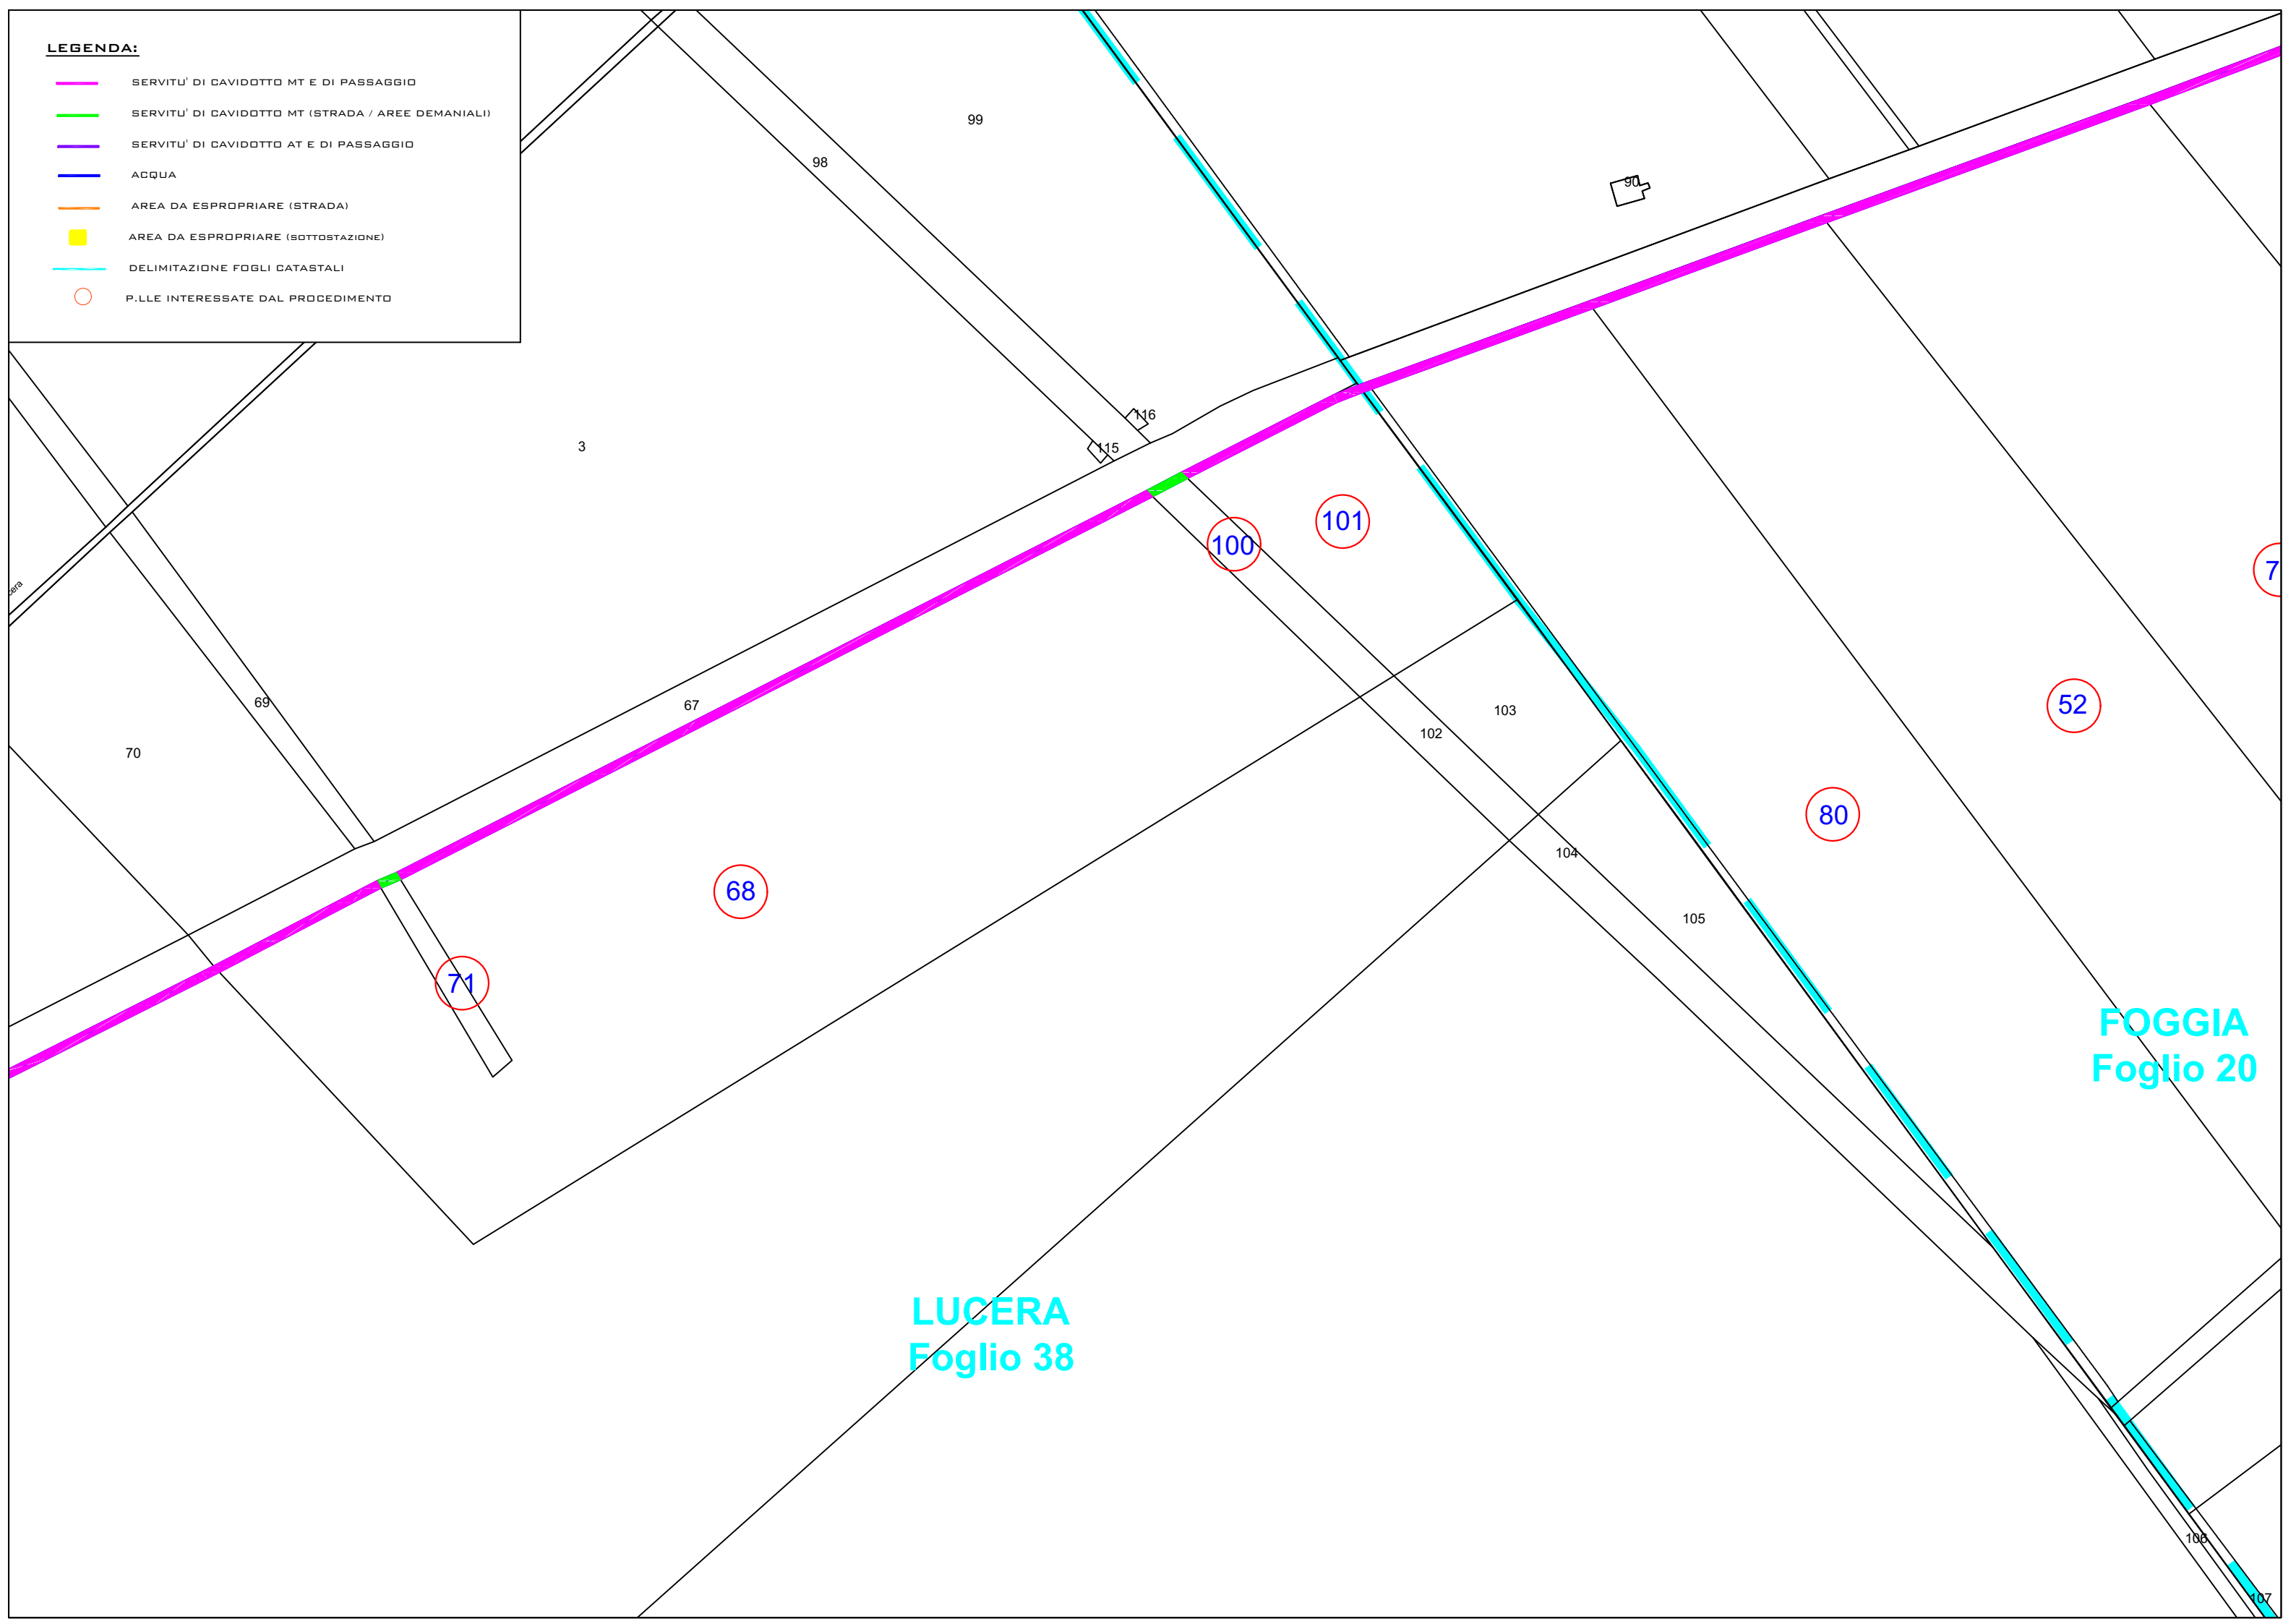 LEGENDA:
SERVITU' DI CAVIDOTTO MT E DI PASSAGGIO
SERVITU' DI CAVIDOTTO MT (STRADA / AREE DEMANIALI)
SERVITU' DI CAVIDOTTO AT E DI PASSAGGIO
ACQUA
AREA DA ESPROPRIARE (STRADA)
AREA DA ESPROPRIARE (SOTTOSTAZIONE)
DELIMITAZIONE FOGLI CATASTALI
P.LLE INTERESSATE DAL PROCEDIMENTO
99
98
90
116
3
115
101
100
7
cera
69
67
103
52
70
102
80
104
68
105
71
FOGGIA
Foglio 20
LUCERA
Foglio 38
106
107